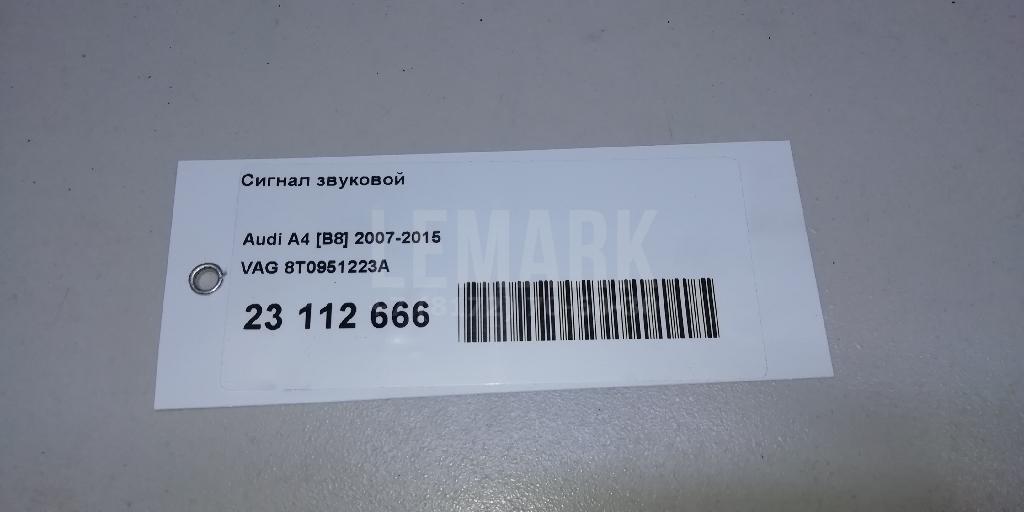 Сигнал звуковой
LEMARK
Audi A4 [B8] 2007-2015
VAG 8T0951223A
23 112 666